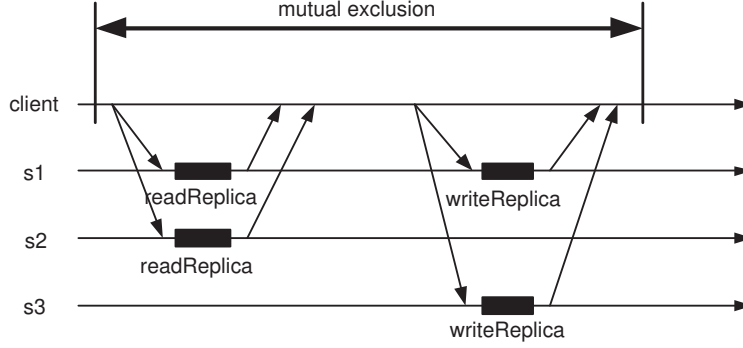 mutual exclusion
client
s1
readReplica
writeReplica
s2
readReplica
s3
writeReplica